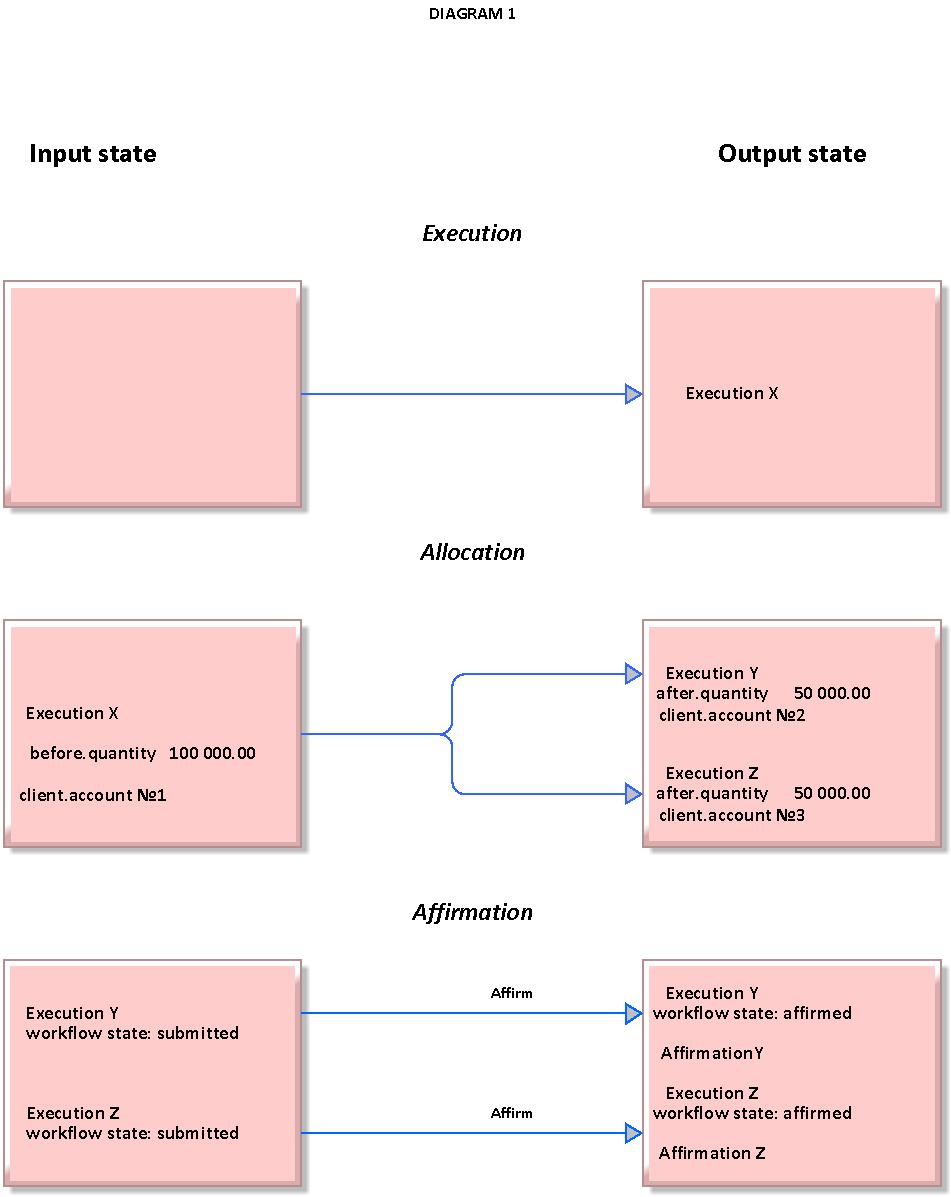 DIAGRAM 1
Input state
Output state
Execution
Execution X
Allocation
Execution X
before.quantity 100 000.00
client.account №1
Execution Y
after.quantity 50 000.00
client.account №2
Execution Z
after.quantity 50 000.00
client.account №3
Affirmation
Execution Y
workflow state: submitted
Execution Z
workflow state: submitted
Affirm
Affirm
Execution Y
workflow state: affirmed
AffirmationY
Execution Z
workflow state: affirmed
Affirmation Z